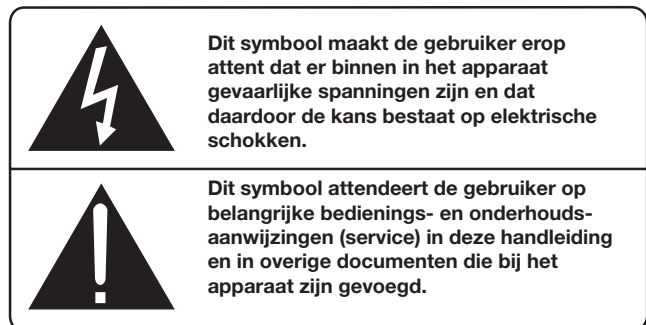 Dit symbool maakt de gebruiker erop
attent dat er binnen in het apparaat
gevaarlijke spanningen zijn en dat
daardoor de kans bestaat op elektrische
schokken.
Dit symbool attendeert de gebruiker op
belangrijke bedienings- en onderhouds-
aanwijzingen (service) in deze handleiding
en in overige documenten die bij het
apparaat zijn gevoegd.